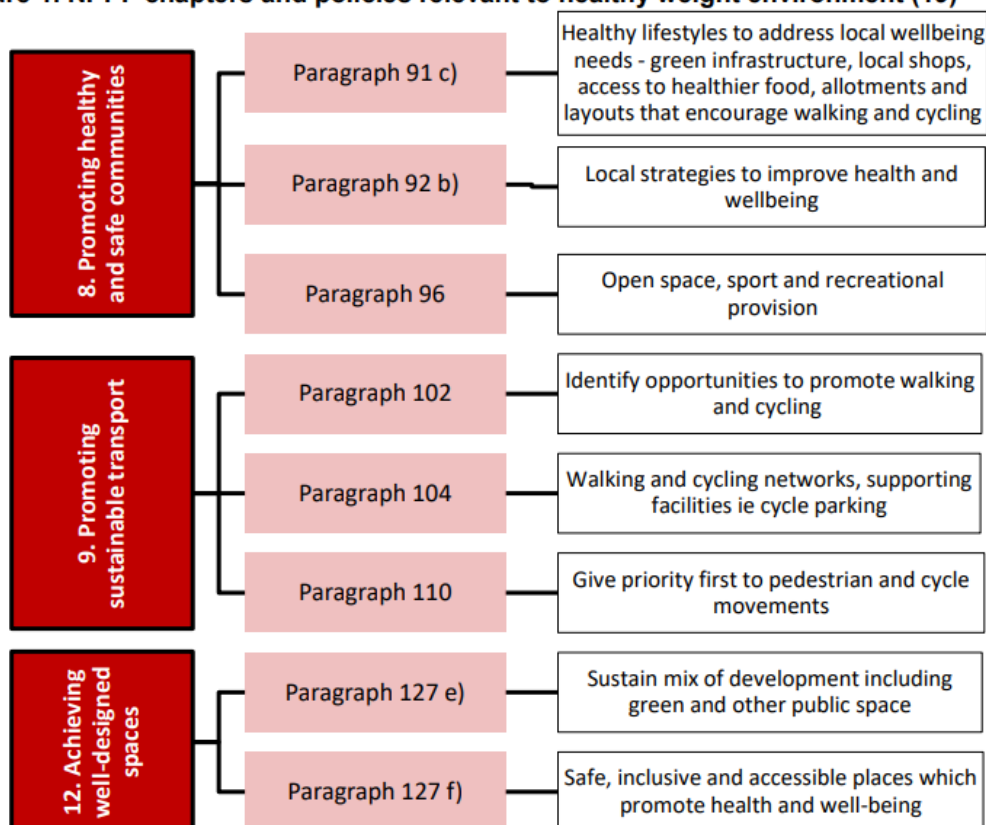 8. Promoting healthy
and safe communities
Paragraph 91 c)
Healthy lifestyles to address local wellbeing
needs - green infrastructure, local shops,
access to healthier food, allotments and
layouts that encourage walking and cycling
Paragraph 92 b)
Local strategies to improve health and
wellbeing
Paragraph 96
Open space, sport and recreational
provision
9. Promoting
sustainable transport
Paragraph 102
Identify opportunities to promote walking
and cycling
Paragraph 104
Walking and cycling networks, supporting
facilities ie cycle parking
Paragraph 110
Give priority first to pedestrian and cycle
movements
12. Achieving
well-designed
spaces
Paragraph 127 e)
Sustain mix of development including
green and other public space
Paragraph 127 f)
Safe, inclusive and accessible places which
promote health and well-being